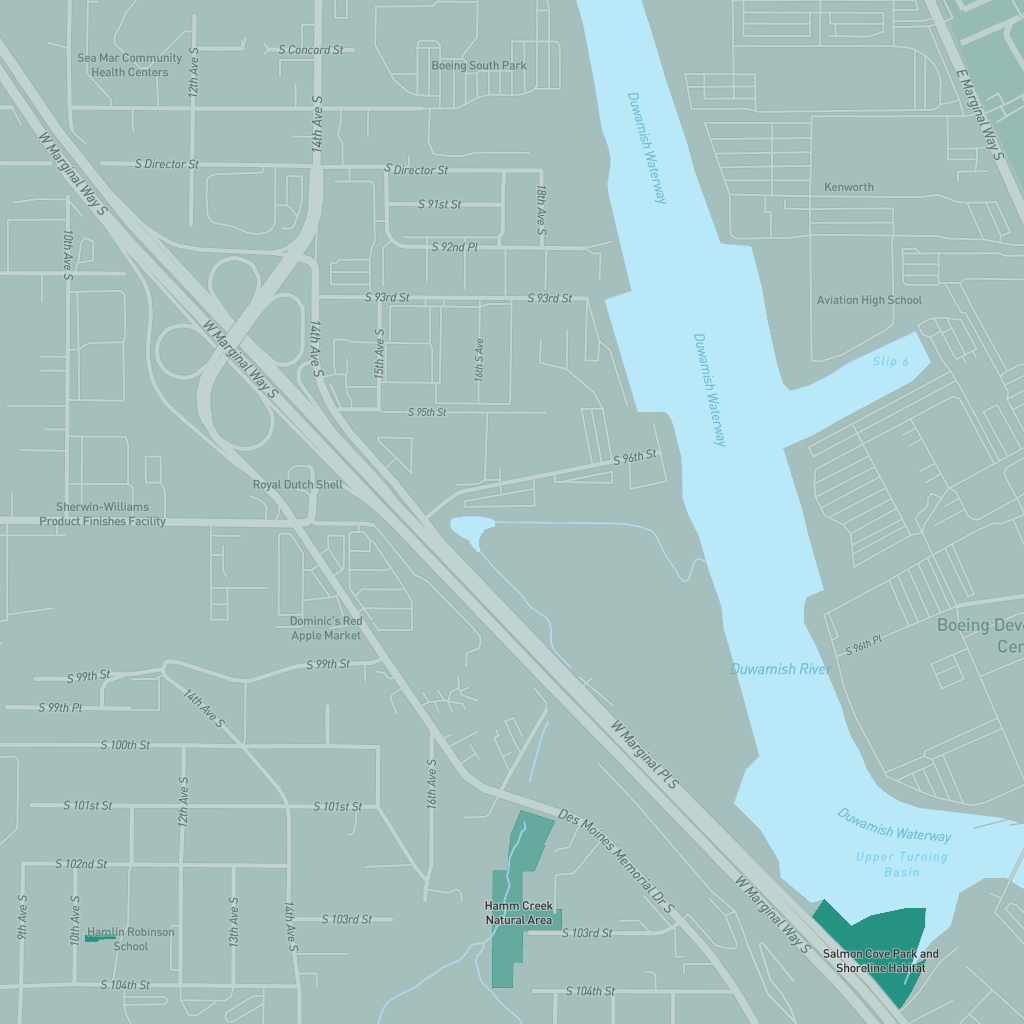 S Concord St
Sea Mar Community
Health Centers
12th Ave S
14th Ave S
Boeing South Park
E Marginal Way S
Duwamish Waterway
W Marginal Way S
S Director St
S Director St
18th Ave S
S 91st St
Kenworth
10th Ave S
S 92nd Pl
S 93rd St
S 93rd St
Aviation High School
W Marginal Way S
14th Ave S
15th Ave S
16th S Ave
Duwamish Waterway
Slip 6
S 95th St
S 96th St
Royal Dutch Shell
Sherwin-Williams
Product Finishes Facility
Dominic's Red
Apple Market
Boeing Deve
Cen
S 96th Pl
S 99th St
S 99th St
Duwamish River
S 99th Pl
14th Ave S
S 100th St
W Marginal Pl S
16th Ave S
12th Ave S
S 101st St
S 101st St
Des Moines Memorial Dr S
Duwamish Waterway
Upper Turning
Basin
S 102nd St
W Marginal Way S
9th Ave S
10th Ave S
13th Ave S
14th Ave S
Hamm Creek
Natural Area
S 103rd St
Hamlin Robinson
School
S 103rd St
Salmon Cove Park and
Shoreline Habitat
S 104th St
S 104th St